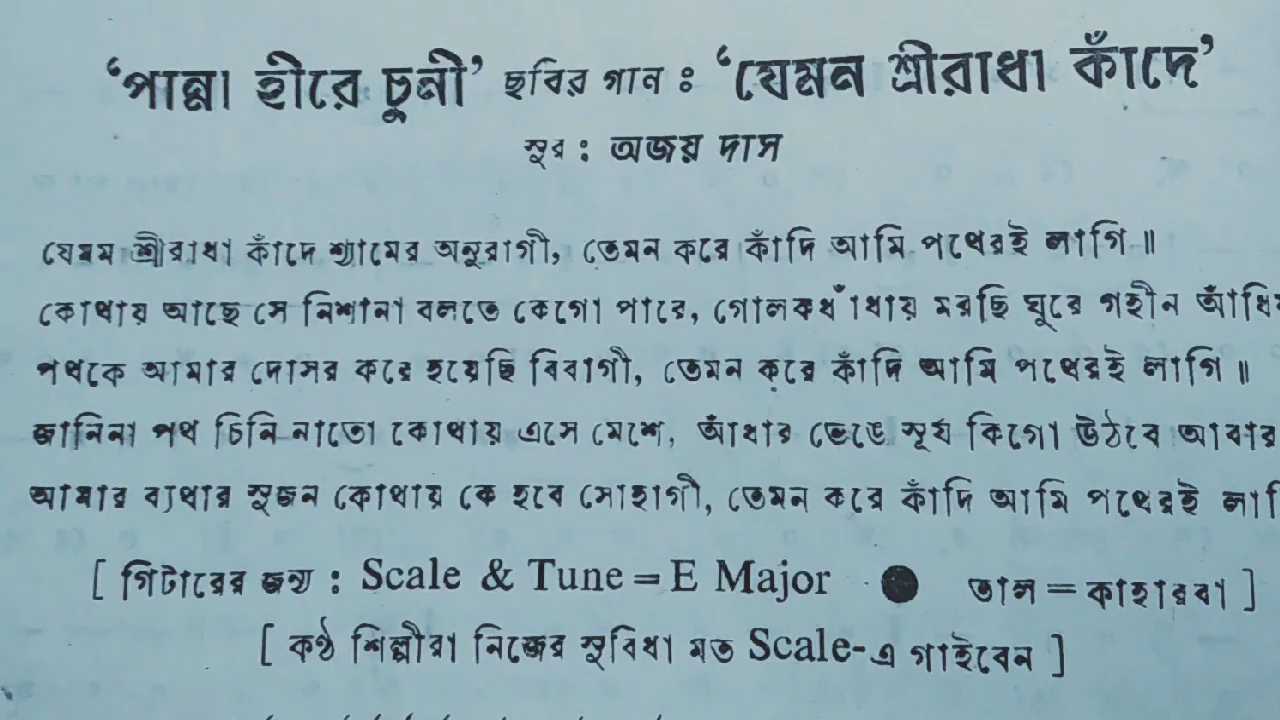 ‘পান্না হীরে চুনী’ ছবির গান : ‘যেমন শ্রীরাধা কাঁদে’
সুর : অজয় দাস
যেমন শ্রীরাধা কাঁদে শ্যামের অনুরাগী, তেমন করে কাঁদি আমি পথেরই লাগি ॥
কোথায় আছে সে নিশানা বলতে কেগো পারে, গোলকধাঁধায় মরছি ঘুরে গহীন
পথকে আমার দোসর করে হয়েছি বিবাগী, তেমন করে কাঁদি আমি পথেরই লাগি ॥
জানিনা পথ চিনি নাতো কোথায় এসে মেশে, আঁধার ভেঙে সূর্য কিগো উঠবে আবার
আমার ব্যথার সুজন কোথায় কে হবে সোহাগী, তেমন করে কাঁদি আমি পথেরই
[ গিটারের জন্য : Scale & Tune = E Major ● তাল = কাহারবা ]
[ কণ্ঠ শিল্পীরা নিজের সুবিধা মত Scale-এ গাইবেন ]